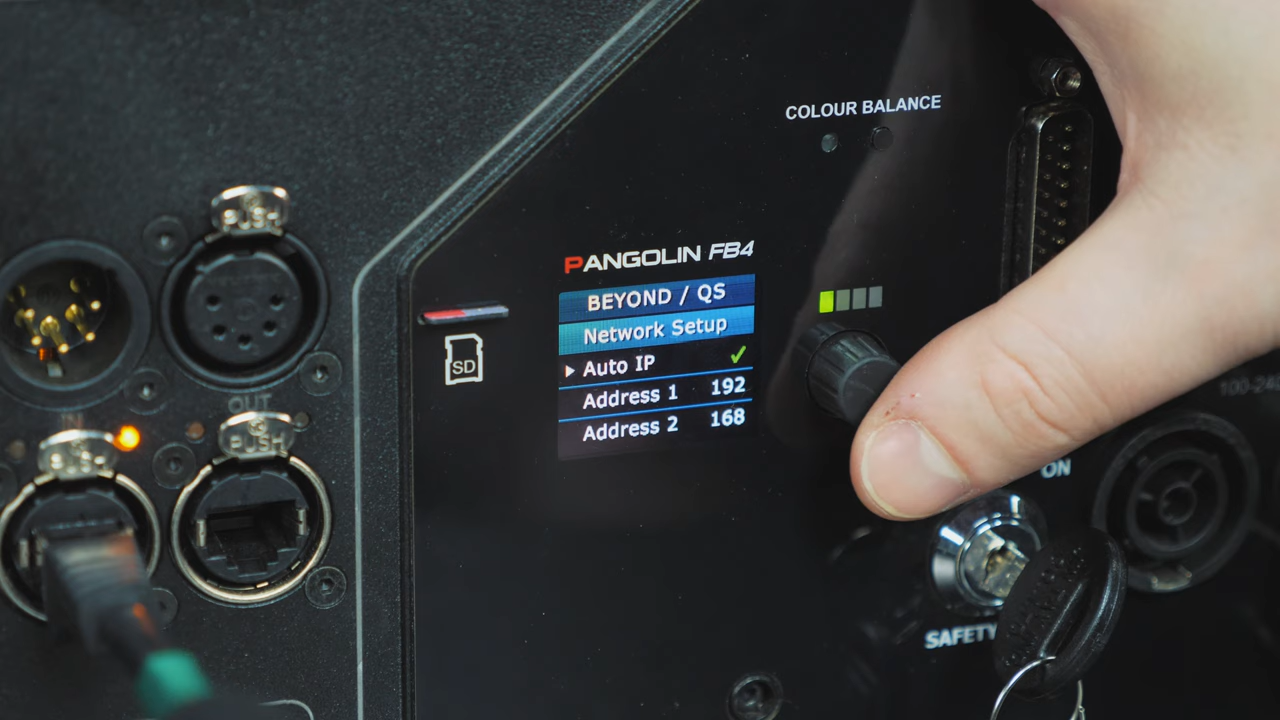 COLOUR BALANCE
PUSH
PANGOLIN FB4
BEYOND / QS
Network Setup
Auto IP ✓
Address 1 192
Address 2 168
SD
OUT
IN
PUSH
ON
SAFETY